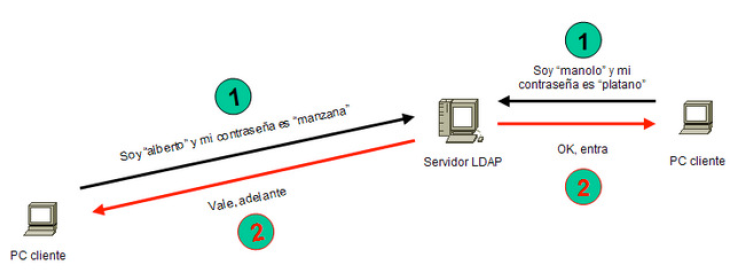 1
Soy "manolo" y mi
contraseña es "platano"
1
Soy "alberto" y mi contraseña es "manzana"
Servidor LDAP
OK, entra
PC cliente
2
Vale, adelante
2
PC cliente